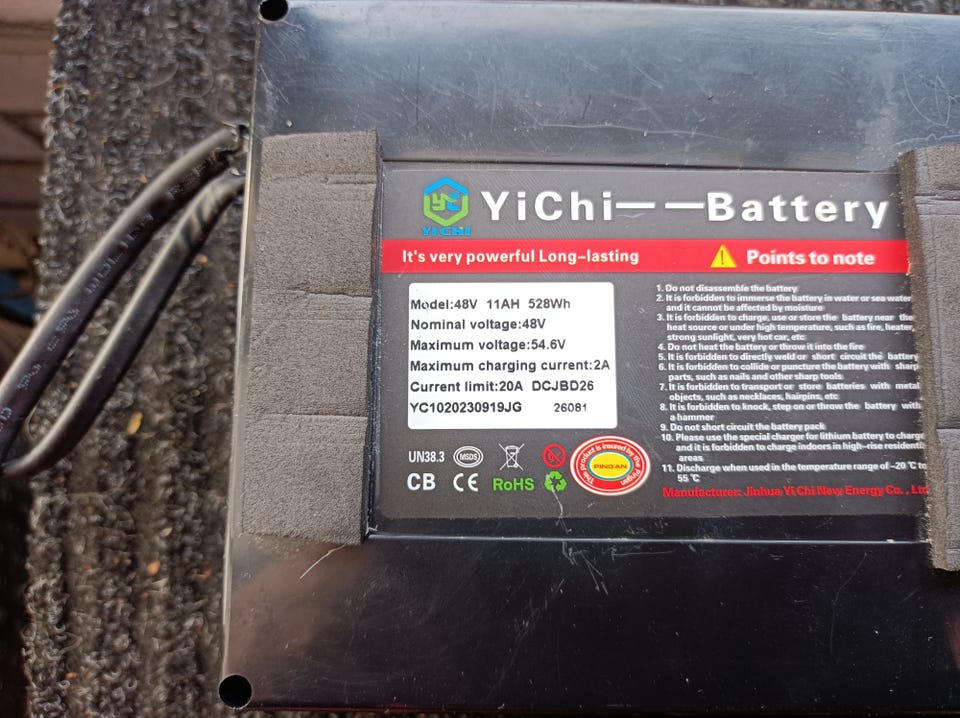 YiChi——Battery
YICHI
It's very powerful Long-lasting
Points to note
Model:48V 11AH 528Wh
Nominal voltage:48V
Maximum voltage:54.6V
Maximum charging current:2A
Current limit:20A DCJBD26
YC1020230919JG 26081
UN38.3
MSDS
CB CE RoHS
This product is insured by the Pingan
PINGAN
1. Do not disassemble the battery
2. It is forbidden to immerse the battery in water or sea water,
and it cannot be affected by moisture
3. It is forbidden to charge, use or store the battery near the
heat source or under high temperature, such as fire, heater,
strong sunlight, very hot car, etc
4. Do not heat the battery or throw it into the fire
5. It is forbidden to directly weld or short circuit the battery
6. It is forbidden to collide or puncture the battery with sharp
parts, such as nails and other sharp tools
7. It is forbidden to transport or store batteries with metal
objects, such as necklaces, hairpins, etc
8. It is forbidden to knock, step on or throw the battery with
a hammer
9. Do not short circuit the battery pack
10. Please use the special charger for lithium battery to charge
and it is forbidden to charge indoors in high-rise residentia
areas
11. Discharge when used in the temperature range of -20 ℃ to
55 ℃
Manufacturer: Jinhua Yi Chi New Energy Co. , Ltd